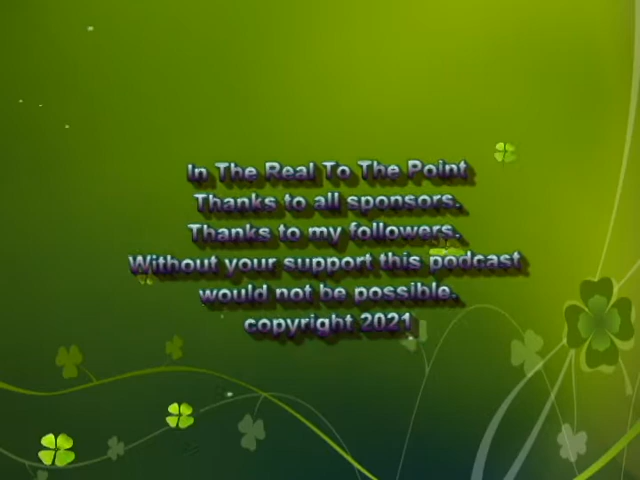 In The Real To The Point
Thanks to all sponsors.
Thanks to my followers.
Without your support this podcast
would not be possible.
copyright 2021